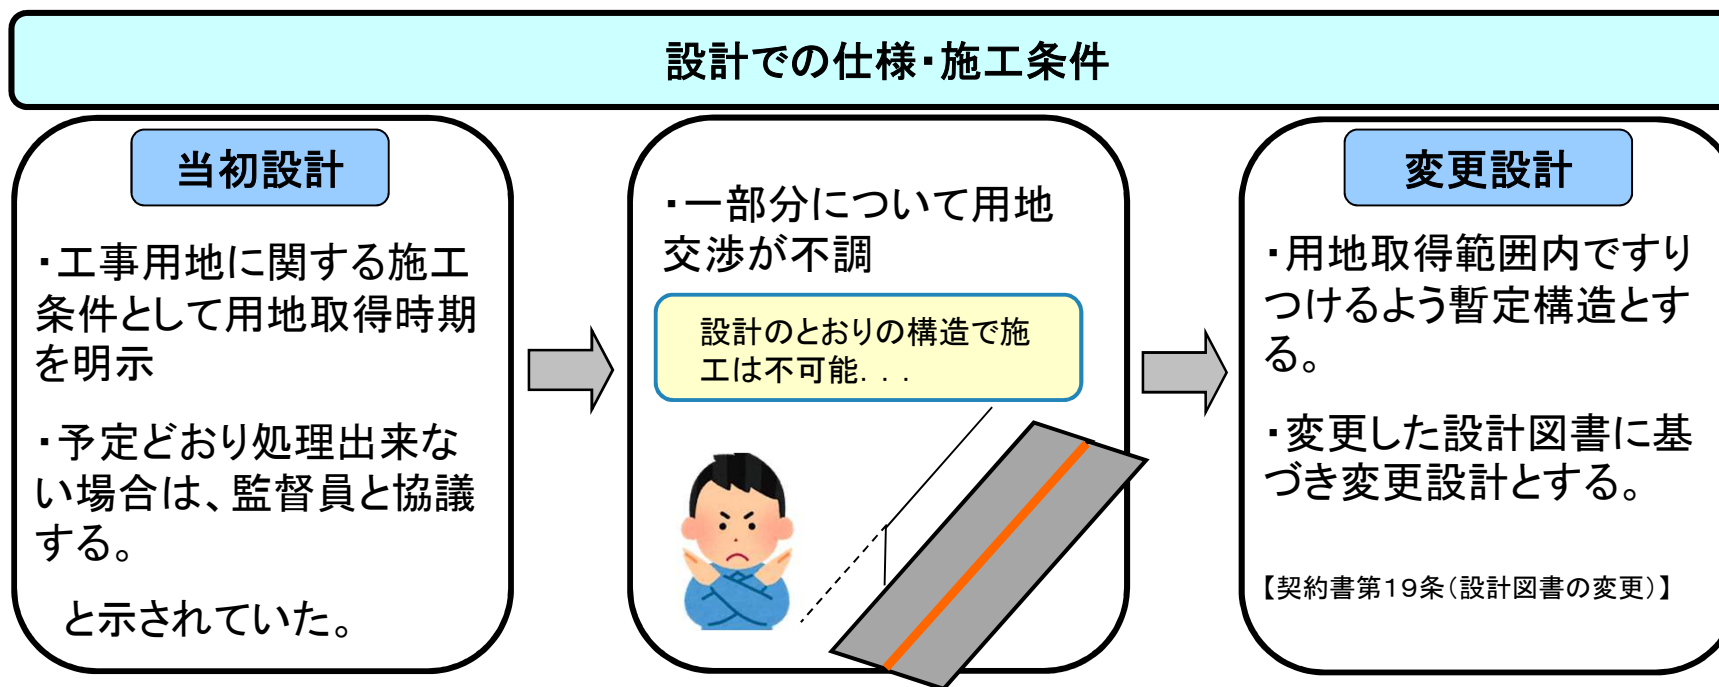 設計での仕様・施工条件
当初設計
・工事用地に関する施工
条件として用地取得時期
を明示
・予定どおり処理出来な
い場合は、監督員と協議
する。
と示されていた。
・一部分について用地
交渉が不調
設計のとおりの構造で施
工は不可能. . .
変更設計
・用地取得範囲内ですり
つけるよう暫定構造とす
る。
・変更した設計図書に基
づき変更設計とする。
【契約書第19条(設計図書の変更)】